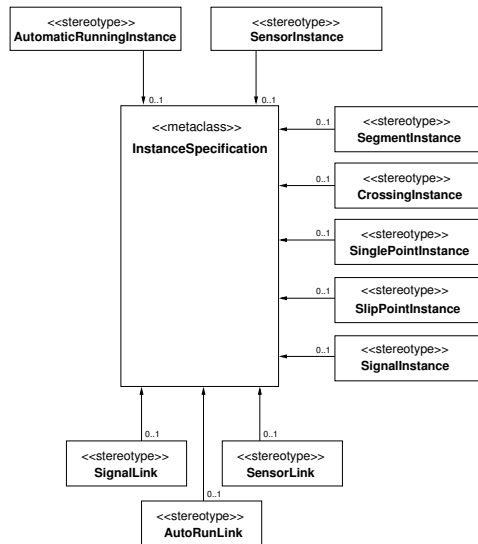 <<stereotype>>
AutomaticRunningInstance
<<stereotype>>
SensorInstance
0..1
0..1
<<metaclass>>
InstanceSpecification
0..1
<<stereotype>>
SegmentInstance
0..1
<<stereotype>>
CrossingInstance
0..1
<<stereotype>>
SinglePointInstance
0..1
<<stereotype>>
SlipPointInstance
0..1
<<stereotype>>
SignalInstance
0..1
<<stereotype>>
SignalLink
0..1
<<stereotype>>
SensorLink
0..1
<<stereotype>>
AutoRunLink